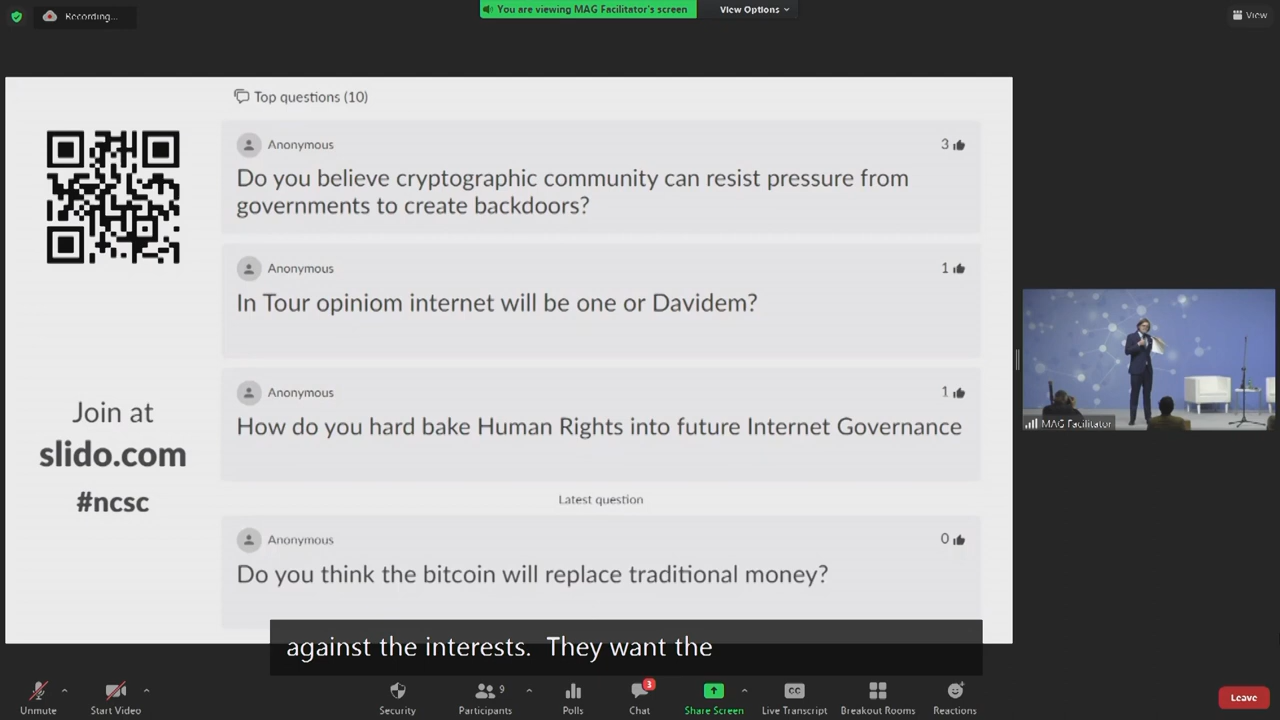 Recording...
You are viewing MAG Facilitator's screen
View Options
View
Top questions (10)
Anonymous
3
Do you believe cryptographic community can resist pressure from
governments to create backdoors?
Anonymous
1
In Tour opiniom internet will be one or Davidem?
Anonymous
1
How do you hard bake Human Rights into future Internet Governance
Latest question
Anonymous
0
Do you think the bitcoin will replace traditional money?
Join at
slido.com
#ncsc
MAG Facilitator
against the interests.  They want the
Unmute
Start Video
Security
9
Participants
Polls
3
Chat
Share Screen
CC
Live Transcript
Breakout Rooms
Reactions
Leave